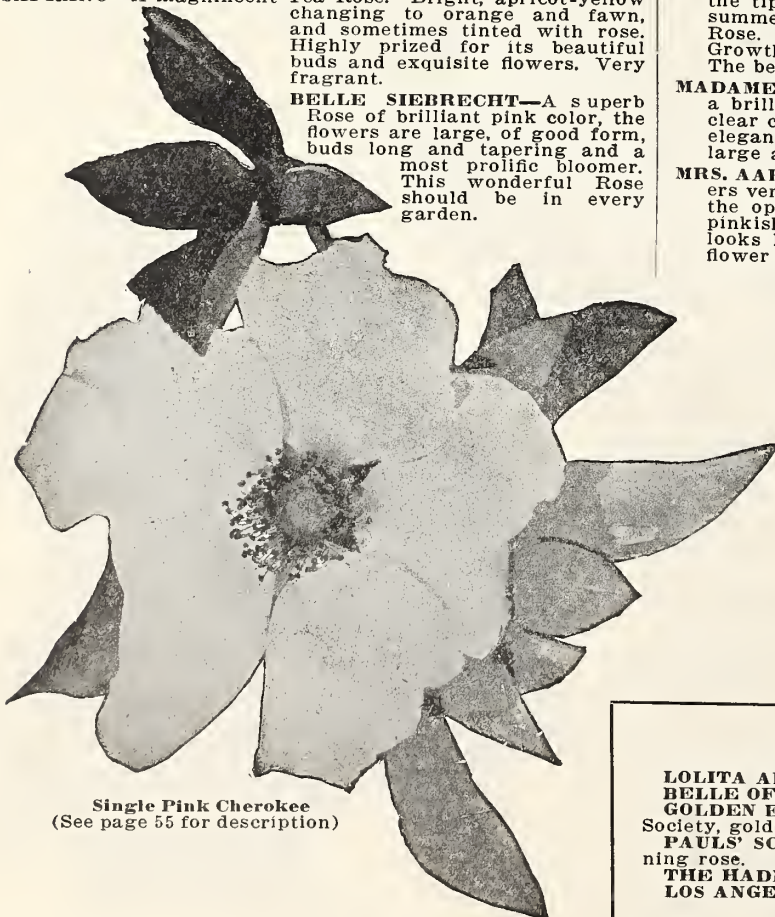 A magnificent Tea Rose. Bright, apricot-yellow
changing to orange and fawn,
and sometimes tinted with rose.
Highly prized for its beautiful
buds and exquisite flowers. Very
fragrant.
BELLE SIEBRECHT—A superb
Rose of brilliant pink color, the
flowers are large, of good form,
buds long and tapering and a
most prolific bloomer.
This wonderful Rose
should be in every
garden.
the
summe
Rose.
Growth
The be
MADAME
a brill
clear c
elegan
large a
MRS. AA
ers ver
the op
pinkish
looks
flower
Single Pink Cherokee
(See page 55 for description)
LOLITA A
BELLE OF
GOLDEN E
Society, gold
PAULS' SC
ning rose.
THE HAD
LOS ANGE